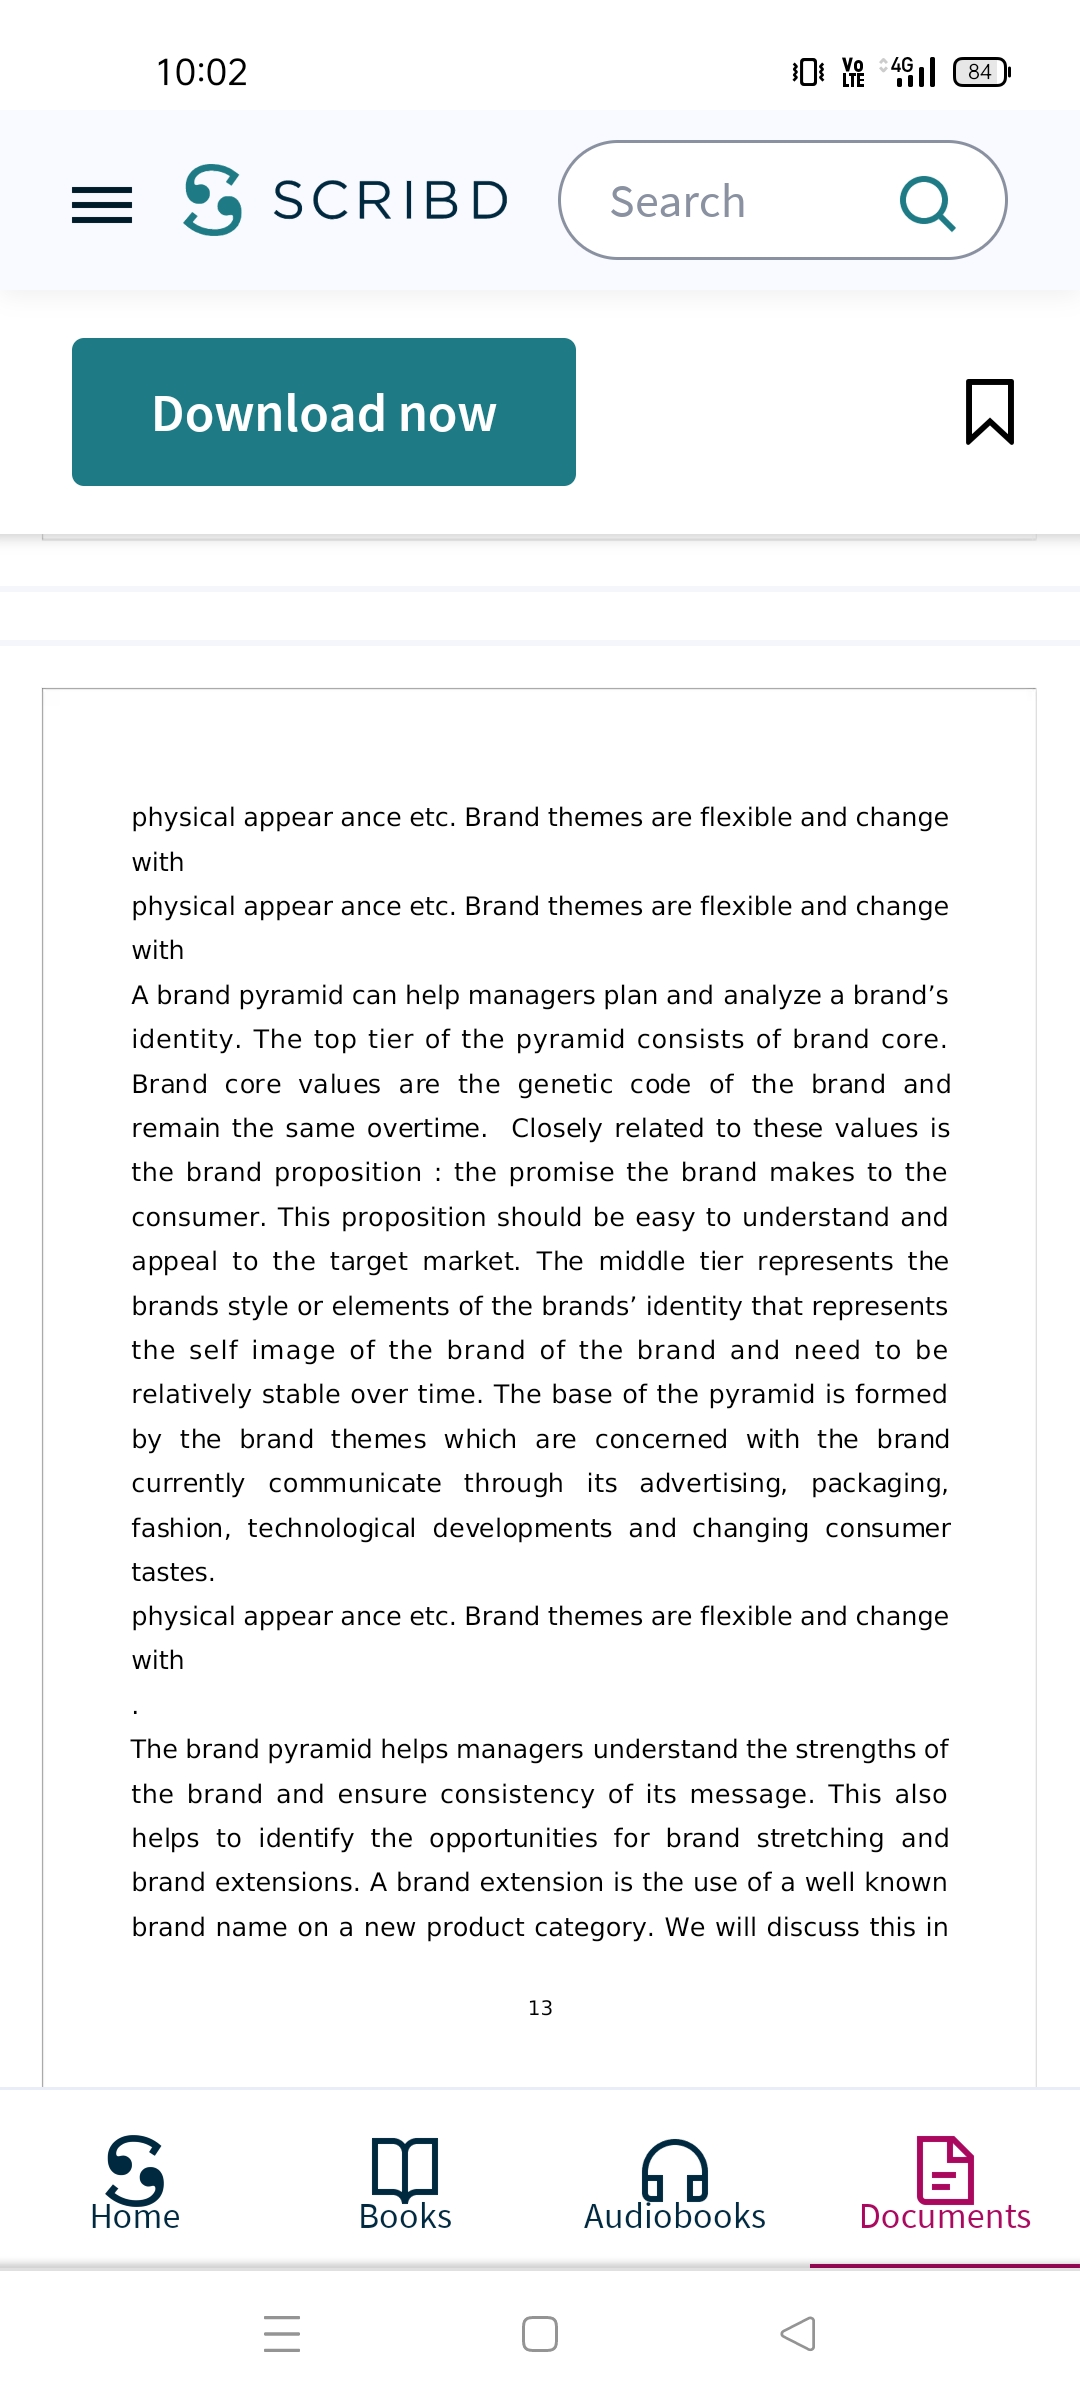 10:02
Vo LTE 4G 84
SCRIBD
Search
Download now
physical appear ance etc. Brand themes are flexible and change
with
physical appear ance etc. Brand themes are flexible and change
with
A brand pyramid can help managers plan and analyze a brand’s
identity. The top tier of the pyramid consists of brand core.
Brand core values are the genetic code of the brand and
remain the same overtime. Closely related to these values is
the brand proposition : the promise the brand makes to the
consumer. This proposition should be easy to understand and
appeal to the target market. The middle tier represents the
brands style or elements of the brands’ identity that represents
the self image of the brand of the brand and need to be
relatively stable over time. The base of the pyramid is formed
by the brand themes which are concerned with the brand
currently communicate through its advertising, packaging,
fashion, technological developments and changing consumer
tastes.
physical appear ance etc. Brand themes are flexible and change
with
.
The brand pyramid helps managers understand the strengths of
the brand and ensure consistency of its message. This also
helps to identify the opportunities for brand stretching and
brand extensions. A brand extension is the use of a well known
brand name on a new product category. We will discuss this in
13
Home Books Audiobooks Documents